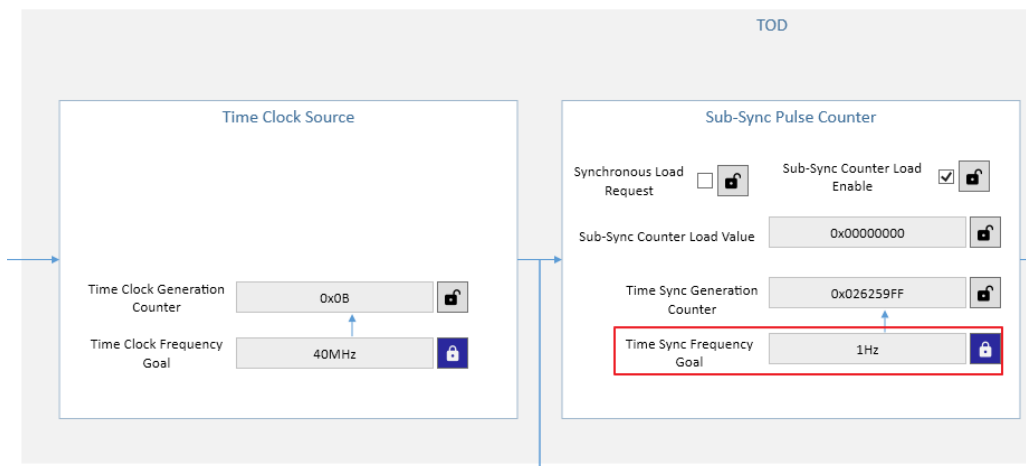 TOD
Time Clock Source
Time Clock Generation
Counter
0x0B
Time Clock Frequency
Goal
40MHz
Sub-Sync Pulse Counter
Synchronous Load
Request
Sub-Sync Counter Load
Enable
Sub-Sync Counter Load Value
0x00000000
Time Sync Generation
Counter
0x026259FF
Time Sync Frequency
Goal
1Hz